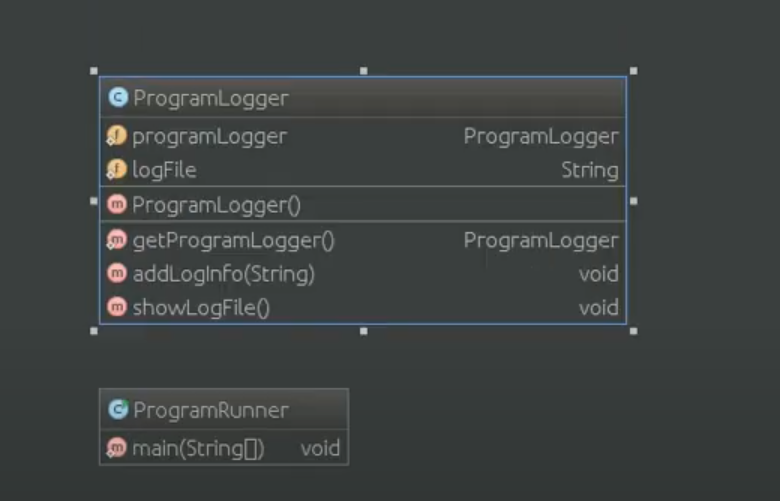 ProgramLogger
programLogger ProgramLogger
logFile String
ProgramLogger()
getProgramLogger() ProgramLogger
addLogInfo(String) void
showLogFile() void
ProgramRunner
main(String[]) void